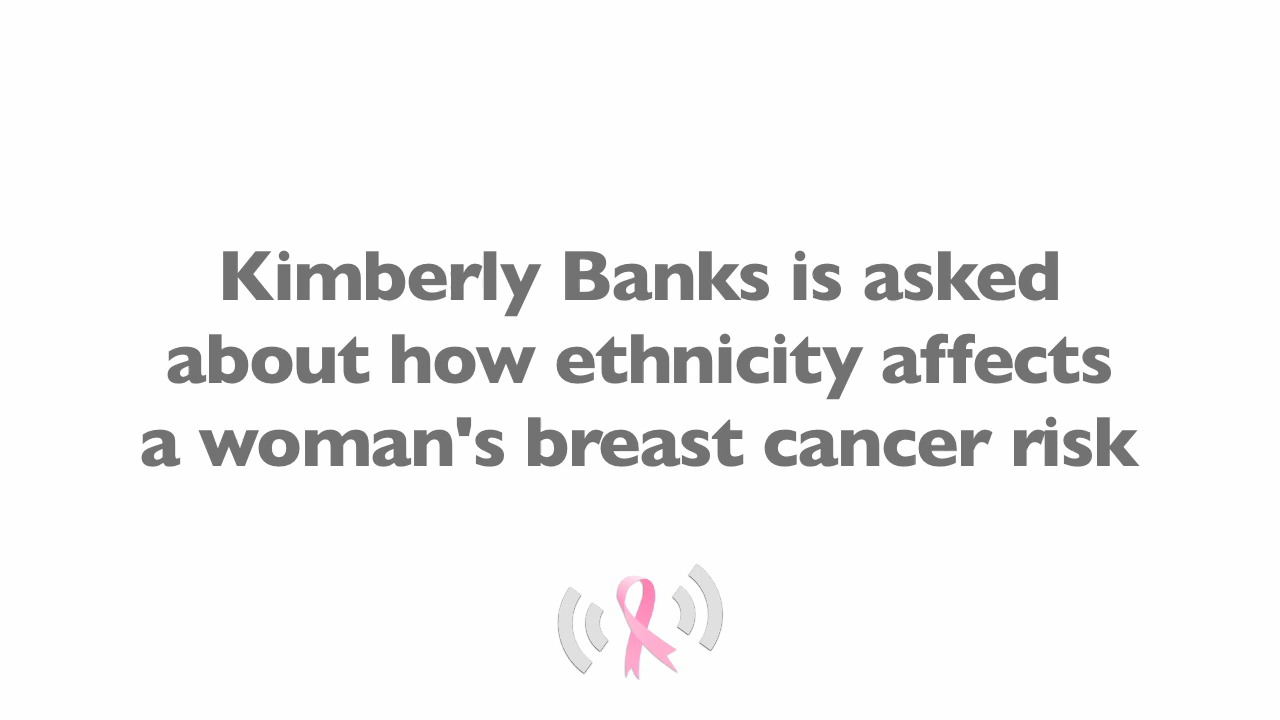 Kimberly Banks is asked
about how ethnicity affects
a woman's breast cancer risk